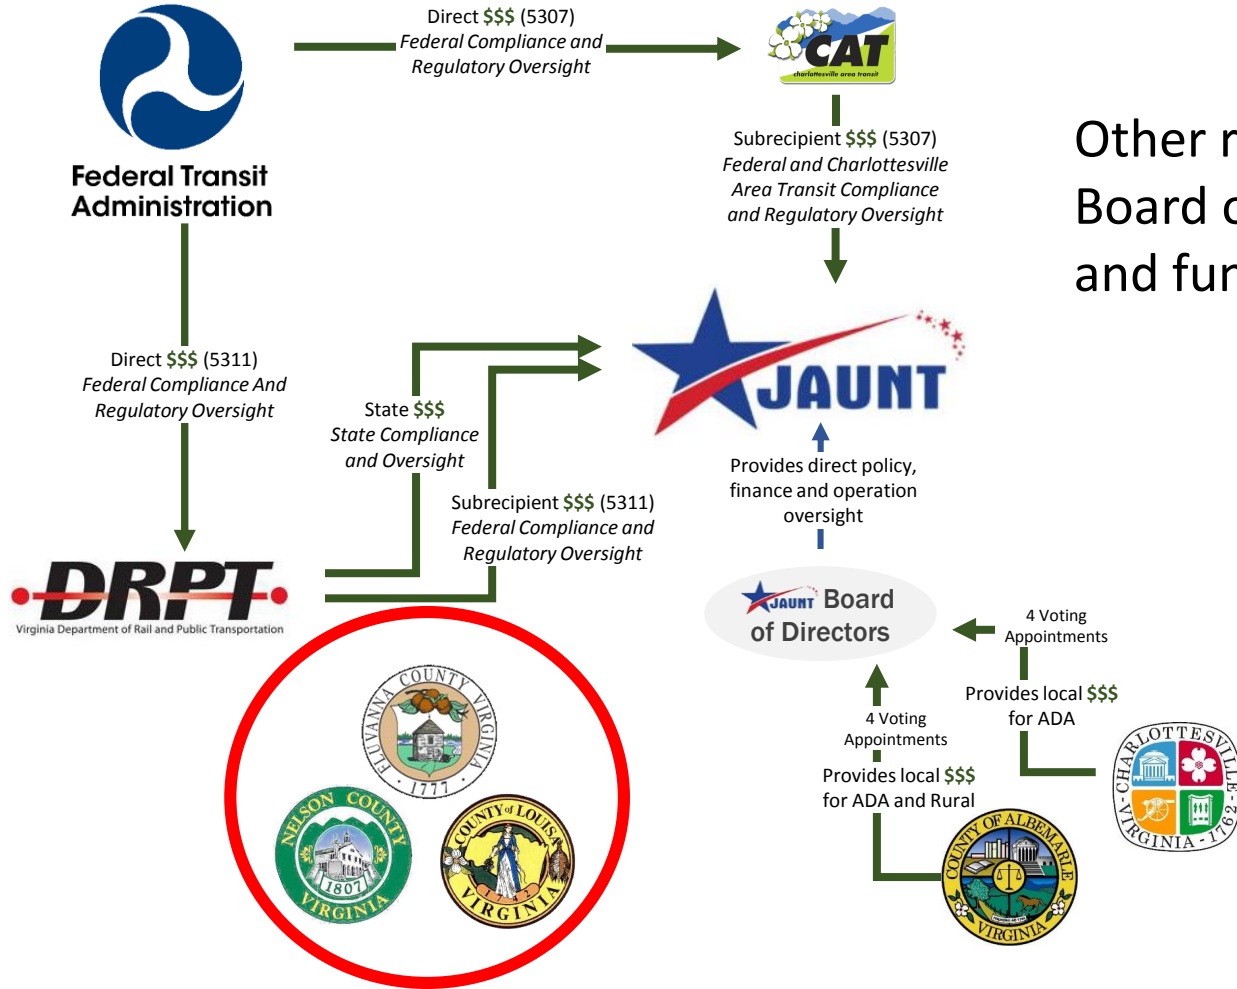 Direct $$$ (5307)
Federal Compliance and
Regulatory Oversight
CAT
charlottesville area transit
Federal Transit
Administration
Subrecipient $$$ (5307)
Federal and Charlottesville
Area Transit Compliance
and Regulatory Oversight
Other
Board
and
Direct $$$ (5311)
Federal Compliance And
Regulatory Oversight
State $$$
State Compliance
and Oversight
JAUNT
Subrecipient $$$ (5311)
Federal Compliance and
Regulatory Oversight
Provides direct policy,
finance and operation
oversight
DRPT
Virginia Department of Rail and Public Transportation
JAUNT Board
of Directors
4 Voting
Appointments
Provides local $$$
for ADA
4 Voting
Appointments
Provides local $$$
for ADA and Rural
FLUVANNA COUNTY VIRGINIA
1777
NELSON COUNTY
1807
VIRGINIA
COUNTY of LOUISA
1742
VIRGINIA
COUNTY OF ALBEMARLE
VIRGINIA
CHARLOTTESVILLE
VIRGINIA - 1762